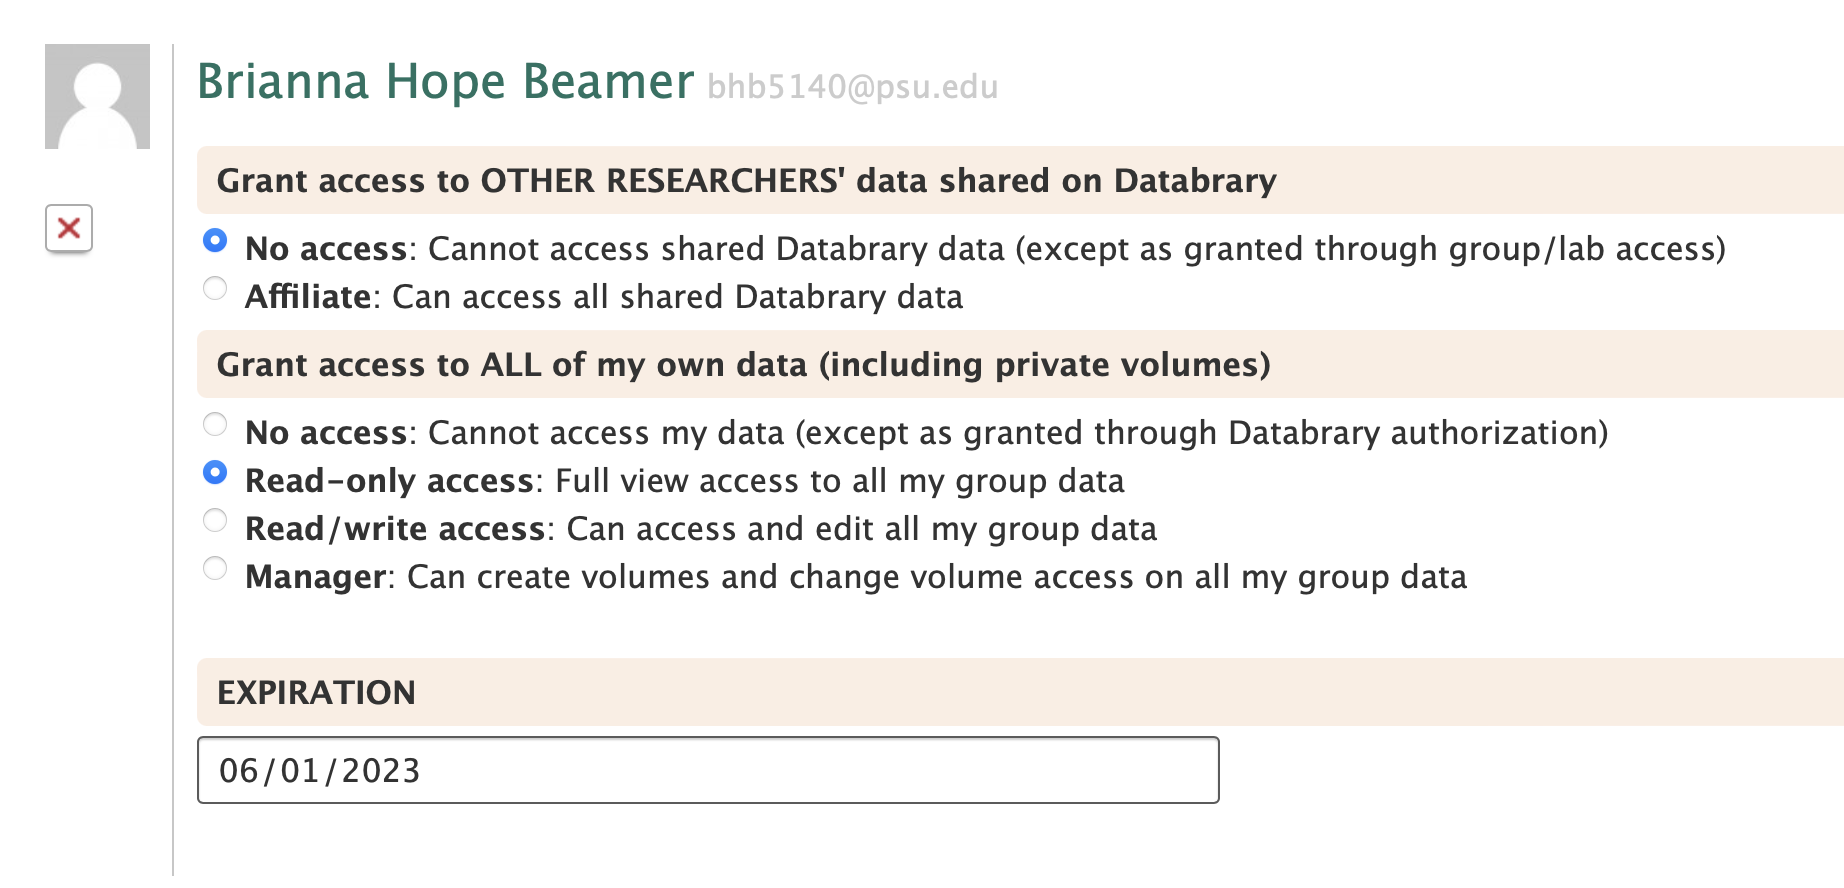 Brianna Hope Beamer bhb5140@psu.edu
Grant access to OTHER RESEARCHERS' data shared on Databrary
No access: Cannot access shared Databrary data (except as granted through group/lab access)
Affiliate: Can access all shared Databrary data
Grant access to ALL of my own data (including private volumes)
No access: Cannot access my data (except as granted through Databrary authorization)
Read-only access: Full view access to all my group data
Read/write access: Can access and edit all my group data
Manager: Can create volumes and change volume access on all my group data
EXPIRATION
06/01/2023